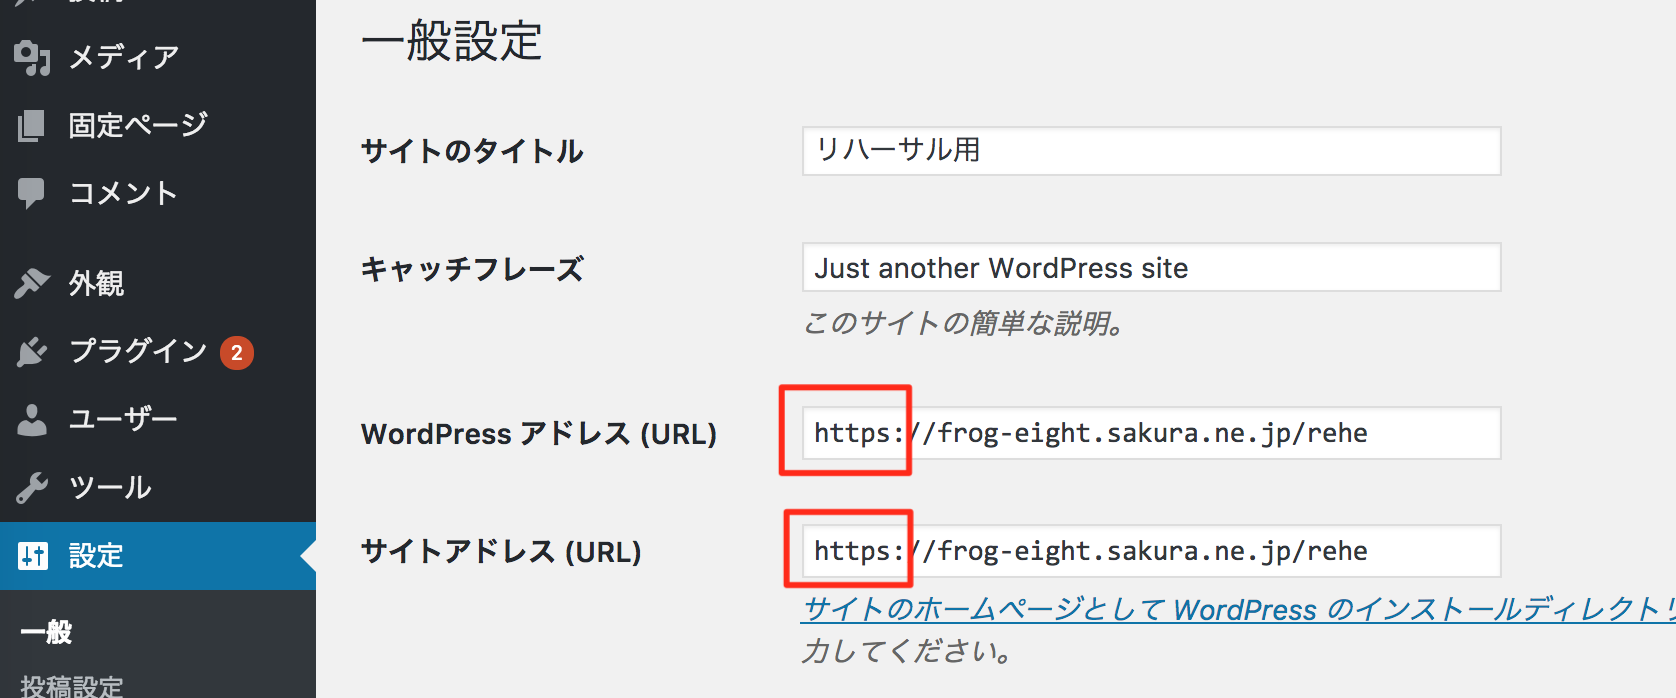 メディア
固定ページ
コメント
外観
プラグイン 2
ユーザー
ツール
設定
一般
投稿設定
一般設定
サイトのタイトル
リハーサル用
キャッチフレーズ
Just another WordPress site
このサイトの簡単な説明。
WordPress アドレス (URL)
https://frog-eight.sakura.ne.jp/rehe
サイトアドレス (URL)
https://frog-eight.sakura.ne.jp/rehe
サイトのホームページとして WordPress のインストールディレクトリ
力してください。